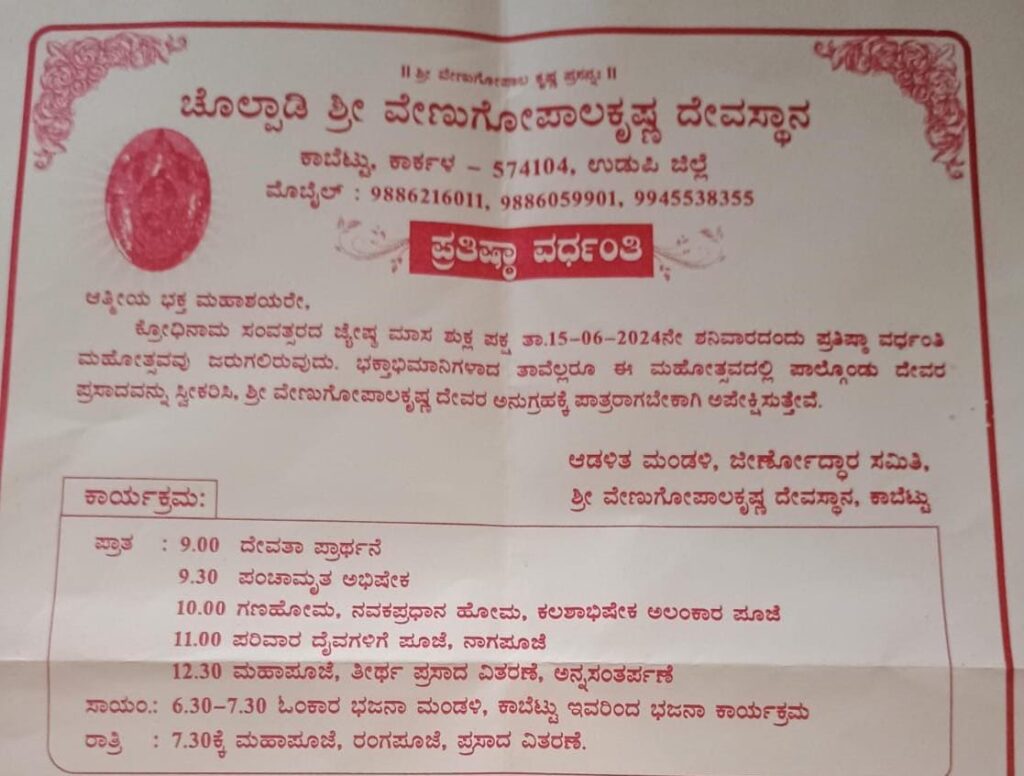 ॥ ಶ್ರೀ ವೇಣುಗೋಪಾಲ ಕೃಷ್ಣ ಪ್ರಸನ್ನಃ ॥
ಚೊಲ್ಪಾಡಿ ಶ್ರೀ ವೇಣುಗೋಪಾಲಕೃಷ್ಣ ದೇವಸ್ಥಾನ
ಕಾಬೆಟ್ಟು, ಕಾರ್ಕಳ – 574104, ಉಡುಪಿ ಜಿಲ್ಲೆ
ಮೊಬೈಲ್ : 9886216011, 9886059901, 9945538355
ಪ್ರತಿಷ್ಠಾ ವರ್ಧಂತಿ
ಆತ್ಮೀಯ ಭಕ್ತ ಮಹಾಶಯರೇ,
ಕ್ರೋಧಿನಾಮ ಸಂವತ್ಸರದ ಜ್ಯೇಷ್ಠ ಮಾಸ ಶುಕ್ಲ ಪಕ್ಷ ತಾ.15–06–2024ನೇ ಶನಿವಾರದಂದು ಪ್ರತಿಷ್ಠಾ ವರ್ಧಂತಿ
ಮಹೋತ್ಸವವು ಜರುಗಲಿರುವುದು. ಭಕ್ತಾಭಿಮಾನಿಗಳಾದ ತಾವೆಲ್ಲರೂ ಈ ಮಹೋತ್ಸವದಲ್ಲಿ ಪಾಲ್ಗೊಂಡು ದೇವರ
ಪ್ರಸಾದವನ್ನು ಸ್ವೀಕರಿಸಿ, ಶ್ರೀ ವೇಣುಗೋಪಾಲಕೃಷ್ಣ ದೇವರ ಅನುಗ್ರಹಕ್ಕೆ ಪಾತ್ರರಾಗಬೇಕಾಗಿ ಅಪೇಕ್ಷಿಸುತ್ತೇವೆ.
ಆಡಳಿತ ಮಂಡಳಿ, ಜೀರ್ಣೋದ್ಧಾರ ಸಮಿತಿ,
ಶ್ರೀ ವೇಣುಗೋಪಾಲಕೃಷ್ಣ ದೇವಸ್ಥಾನ, ಕಾಬೆಟ್ಟು
ಕಾರ್ಯಕ್ರಮ:
ಪ್ರಾತ : 9.00 ದೇವತಾ ಪ್ರಾರ್ಥನೆ
9.30 ಪಂಚಾಮೃತ ಅಭಿಷೇಕ
10.00 ಗಣಹೋಮ, ನವಕಪ್ರಧಾನ ಹೋಮ, ಕಲಶಾಭಿಷೇಕ ಅಲಂಕಾರ ಪೂಜೆ
11.00 ಪರಿವಾರ ದೈವಗಳಿಗೆ ಪೂಜೆ, ನಾಗಪೂಜೆ
12.30 ಮಹಾಪೂಜೆ, ತೀರ್ಥ ಪ್ರಸಾದ ವಿತರಣೆ, ಅನ್ನಸಂತರ್ಪಣೆ
ಸಾಯಂ.: 6.30–7.30 ಓಂಕಾರ ಭಜನಾ ಮಂಡಳಿ, ಕಾಬೆಟ್ಟು ಇವರಿಂದ ಭಜನಾ ಕಾರ್ಯಕ್ರಮ
ರಾತ್ರಿ : 7.30ಕ್ಕೆ ಮಹಾಪೂಜೆ, ರಂಗಪೂಜೆ, ಪ್ರಸಾದ ವಿತರಣೆ.